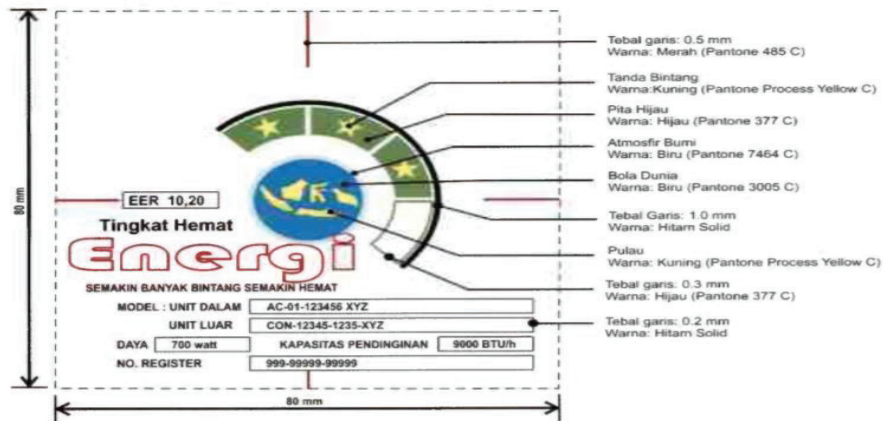 80 mm
EER 10,20
Tingkat Hemat
Energi
SEMAKIN BANYAK BINTANG SEMAKIN HEMAT
MODEL : UNIT DALAM AC-01-123456 XYZ
UNIT LUAR CON-12345-1235-XYZ
DAYA 700 watt KAPASITAS PENDINGINAN 9000 BTU/h
NO. REGISTER 999-99999-99999
80 mm
Tebal garis: 0.5 mm
Warna: Merah (Pantone 485 C)
Tanda Bintang
Warna:Kuning (Pantone Process Yellow C)
Pita Hijau
Warna: Hijau (Pantone 377 C)
Atmosfir Bumi
Warna: Biru (Pantone 7464 C)
Bola Dunia
Warna: Biru (Pantone 3005 C)
Tebal Garis: 1.0 mm
Warna: Hitam Solid
Pulau
Warna: Kuning (Pantone Process Yellow C)
Tebal garis: 0.3 mm
Warna: Hijau (Pantone 377 C)
Tebal garis: 0.2 mm
Warna: Hitam Solid